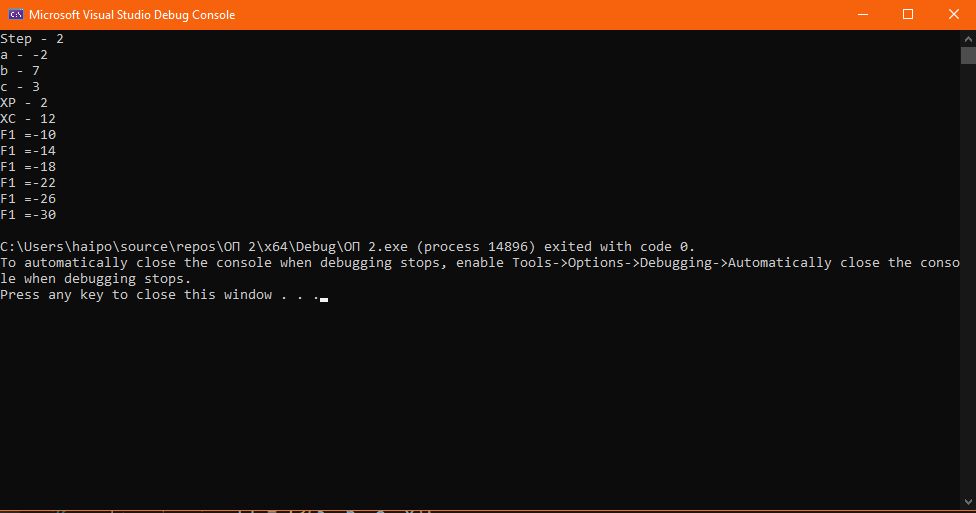 Microsoft Visual Studio Debug Console
Step - 2
a - -2
b - 7
c - 3
XP - 2
XC - 12
F1 =-10
F1 =-14
F1 =-18
F1 =-22
F1 =-26
F1 =-30
C:\Users\haipo\source\repos\ОП 2\x64\Debug\ОП 2.exe (process 14896) exited with code 0.
To automatically close the console when debugging stops, enable Tools->Options->Debugging->Automatically close the conso
le when debugging stops.
Press any key to close this window . . .